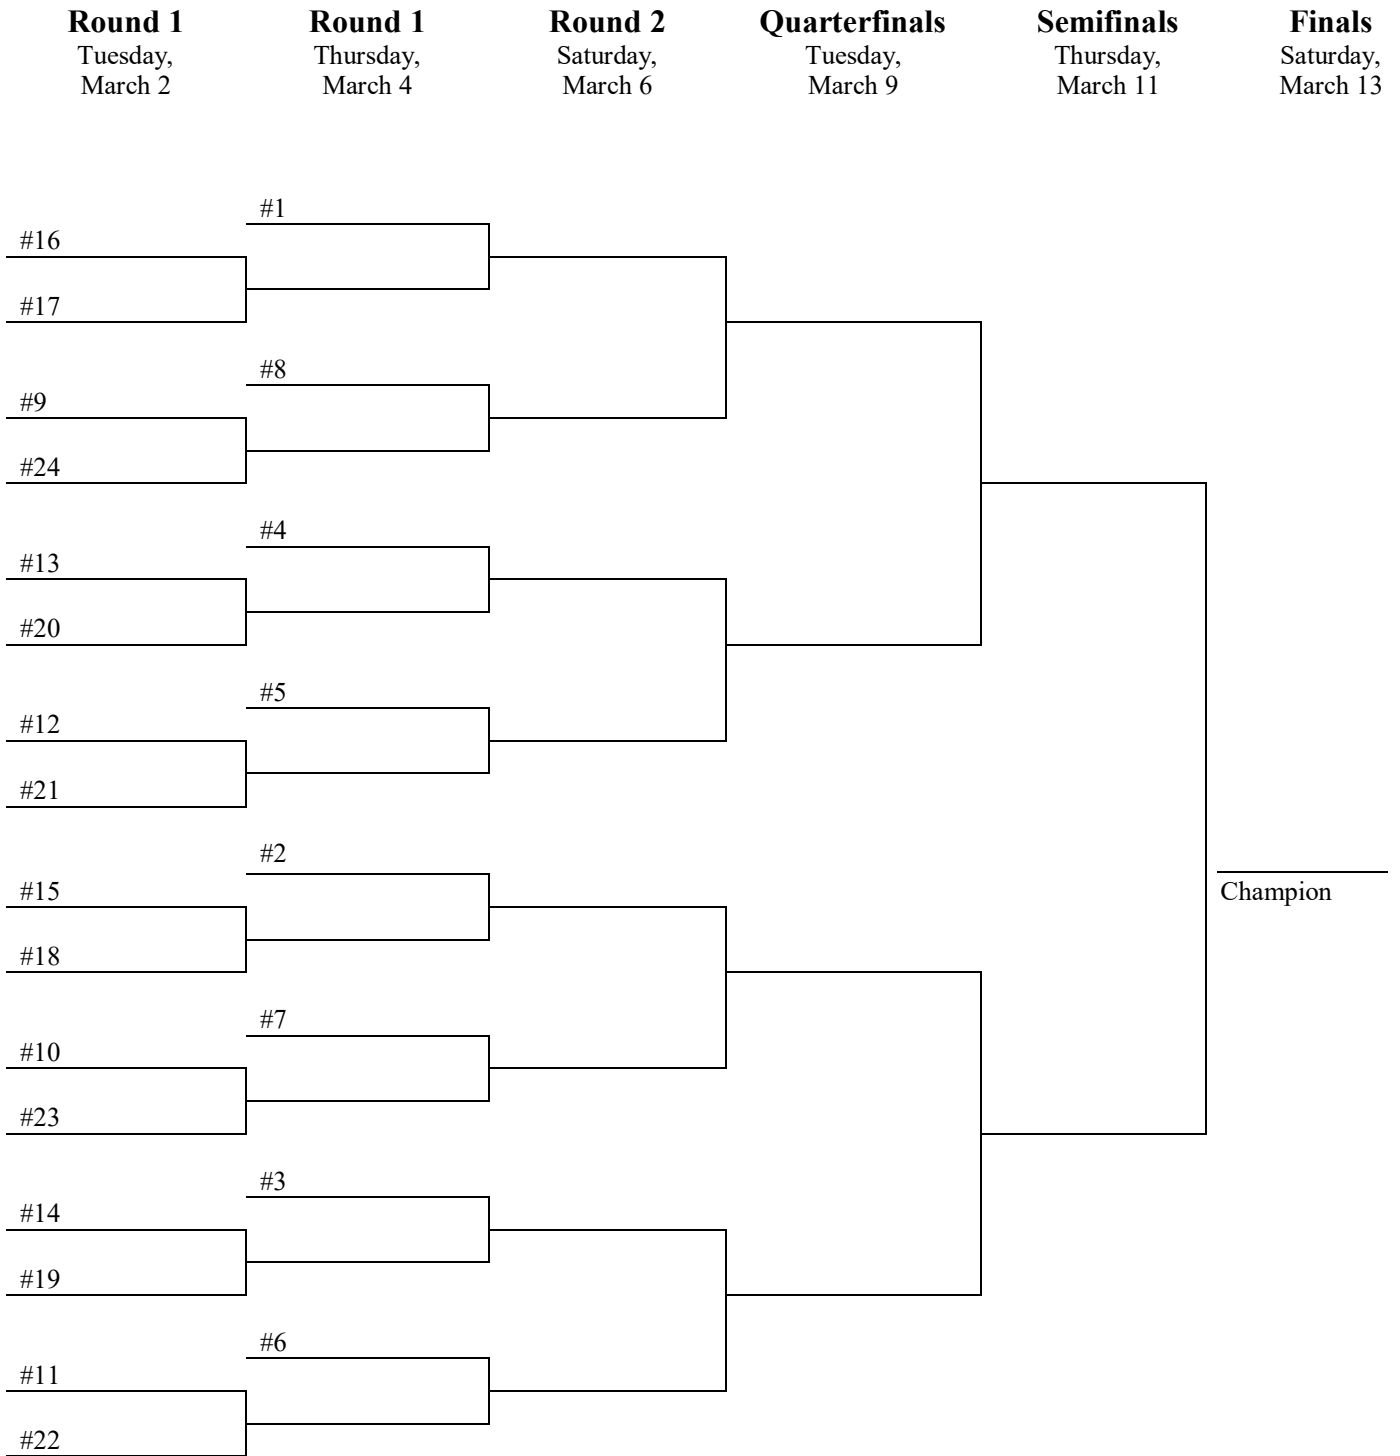 Round 1
Tuesday,
March 2
Round 1
Thursday,
March 4
Round 2
Saturday,
March 6
Quarterfinals
Tuesday,
March 9
Semifinals
Thursday,
March 11
Finals
Saturday,
March 13
#1
#16
#17
#8
#9
#24
#4
#13
#20
#5
#12
#21
#2
#15
#18
Champion
#7
#10
#23
#3
#14
#19
#6
#11
#22